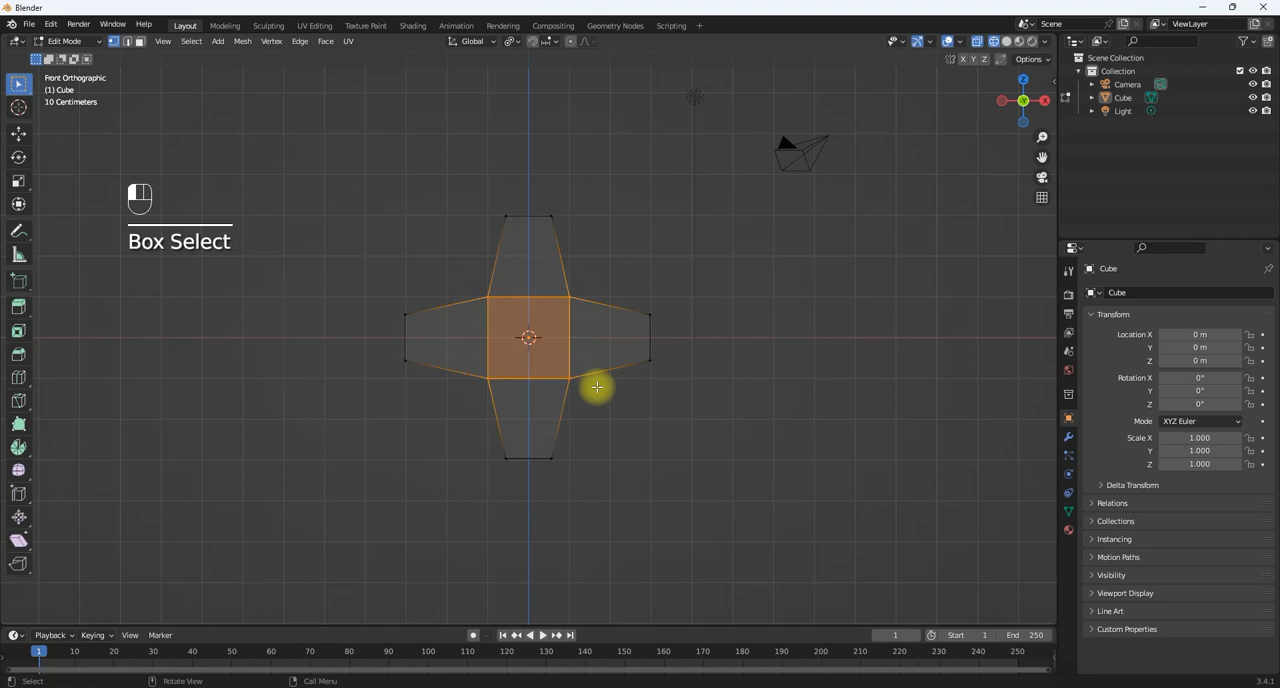 Blender
File Edit Render Window Help Layout Modeling Sculpting UV Editing Texture Paint Shading Animation Rendering Compositing Geometry Nodes Scripting + Scene ViewLayer
Edit Mode View Select Add Mesh Vertex Edge Face UV Global
X Y Z Options
Front Orthographic
(1) Cube
10 Centimeters
Box Select
Z
Y
X
Scene Collection
Collection
Camera
Cube
Light
Cube
Cube
Transform
Location X 0 m
Y 0 m
Z 0 m
Rotation X 0°
Y 0°
Z 0°
Mode XYZ Euler
Scale X 1.000
Y 1.000
Z 1.000
Delta Transform
Relations
Collections
Instancing
Motion Paths
Visibility
Viewport Display
Line Art
Custom Properties
Playback Keying View Marker 1 Start 1 End 250
1 10 20 30 40 50 60 70 80 90 100 110 120 130 140 150 160 170 180 190 200 210 220 230 240 250
Select Rotate View Call Menu 3.4.1